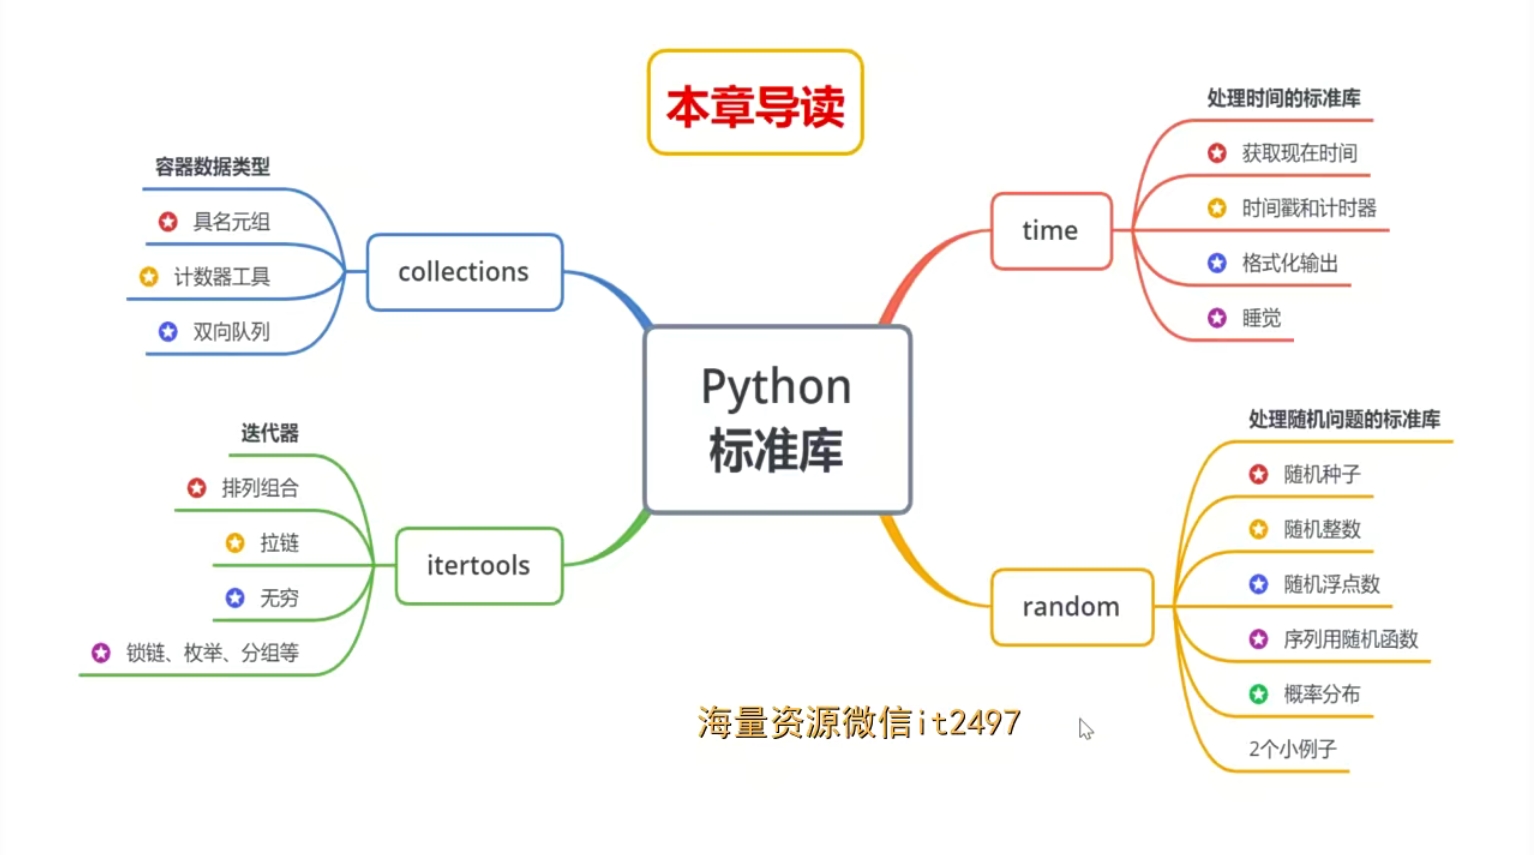 本章导读
容器数据类型
具名元组
计数器工具
双向队列
collections
迭代器
排列组合
拉链
无穷
锁链、枚举、分组等
itertools
Python
标准库
time
处理时间的标准库
获取现在时间
时间戳和计时器
格式化输出
睡觉
random
处理随机问题的标准库
随机种子
随机整数
随机浮点数
序列用随机函数
概率分布
2个小例子
海量资源微信it2497